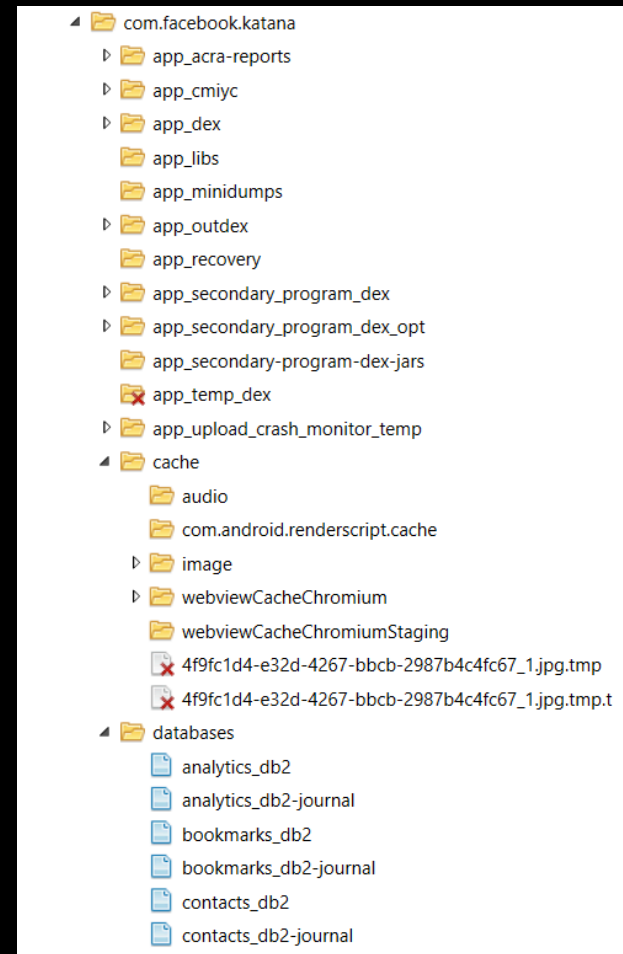 com.facebook.katana
app_acra-reports
app_cmiyc
app_dex
app_libs
app_minidumps
app_outdex
app_recovery
app_secondary_program_dex
app_secondary_program_dex_opt
app_secondary-program-dex-jars
app_temp_dex
app_upload_crash_monitor_temp
cache
audio
com.android.renderscript.cache
image
webviewCacheChromium
webviewCacheChromiumStaging
4f9fc1d4-e32d-4267-bbcb-2987b4c4fc67_1.jpg.tmp
4f9fc1d4-e32d-4267-bbcb-2987b4c4fc67_1.jpg.tmp.t
databases
analytics_db2
analytics_db2-journal
bookmarks_db2
bookmarks_db2-journal
contacts_db2
contacts_db2-journal